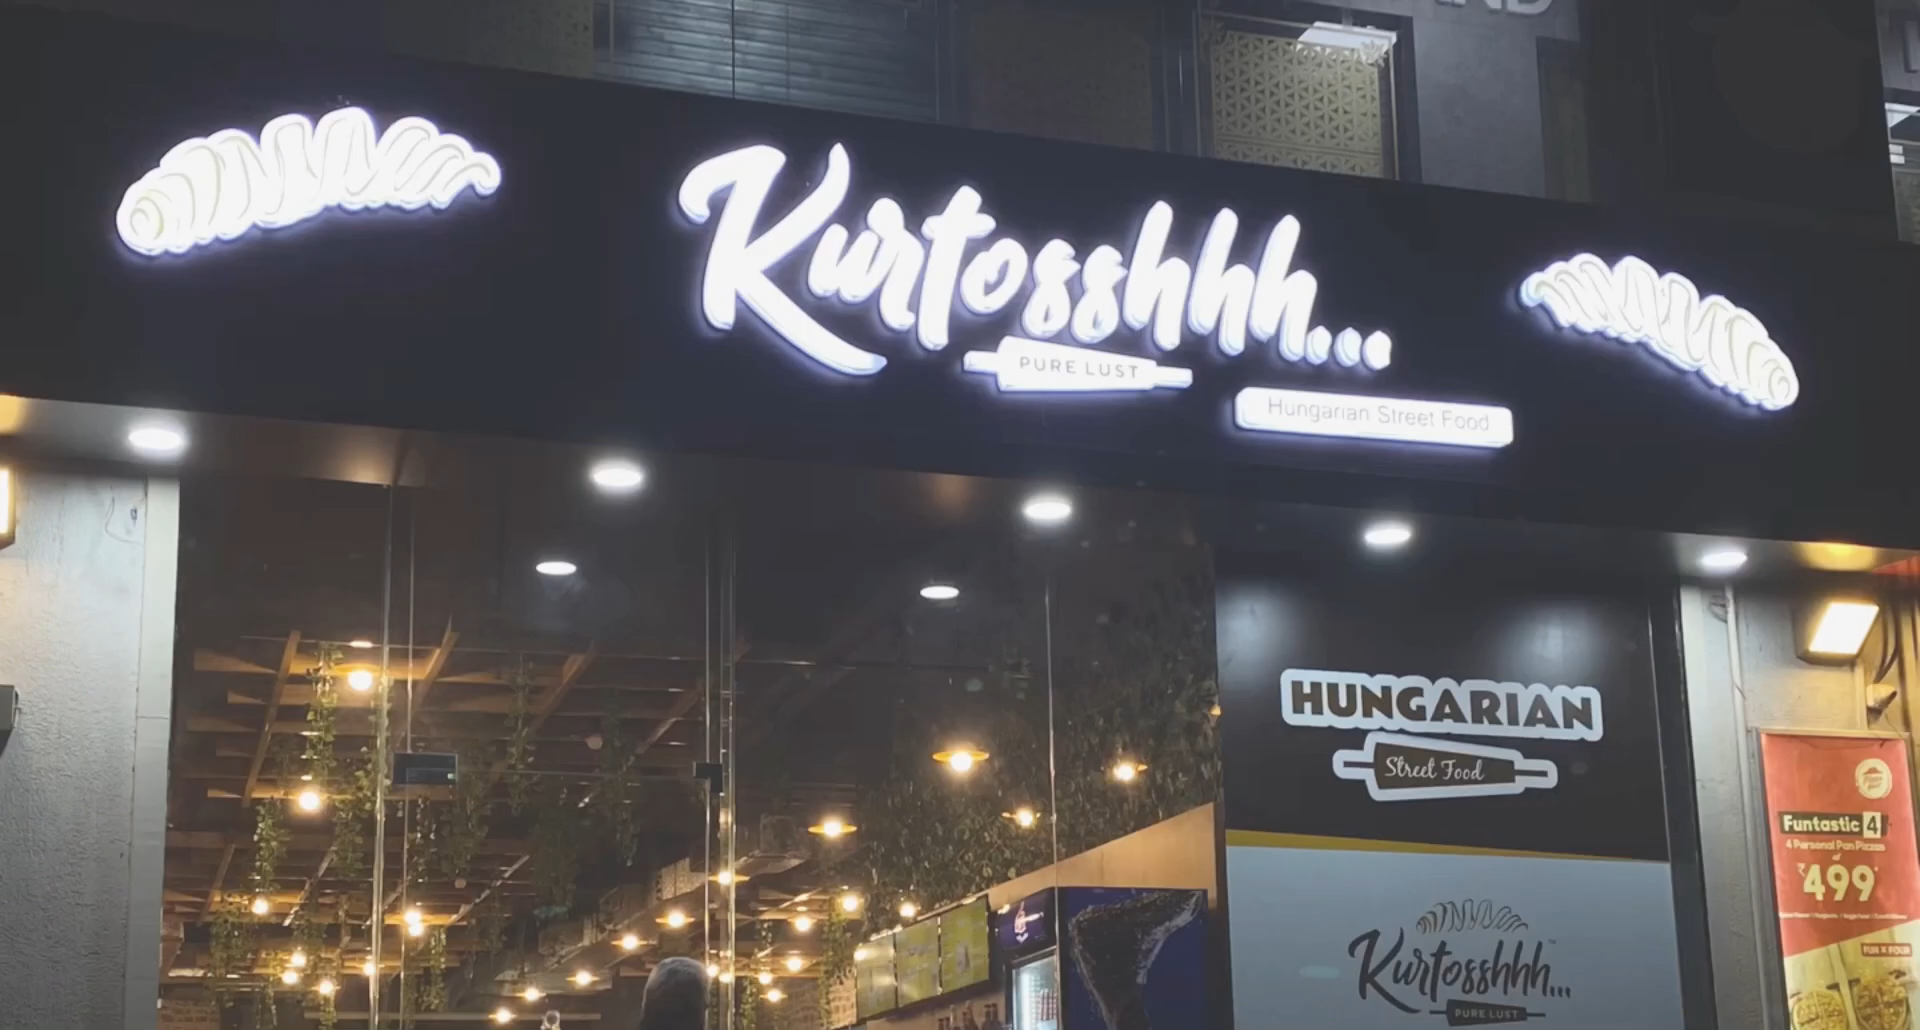 Kurtosshhh...
PURE LUST
Hungarian Street Food
HUNGARIAN
Street Food
Kurtosshhh...
PURE LUST
Funtastic 4
4 Personal Pan Pizzas
at
₹499*
FUN X FOUR